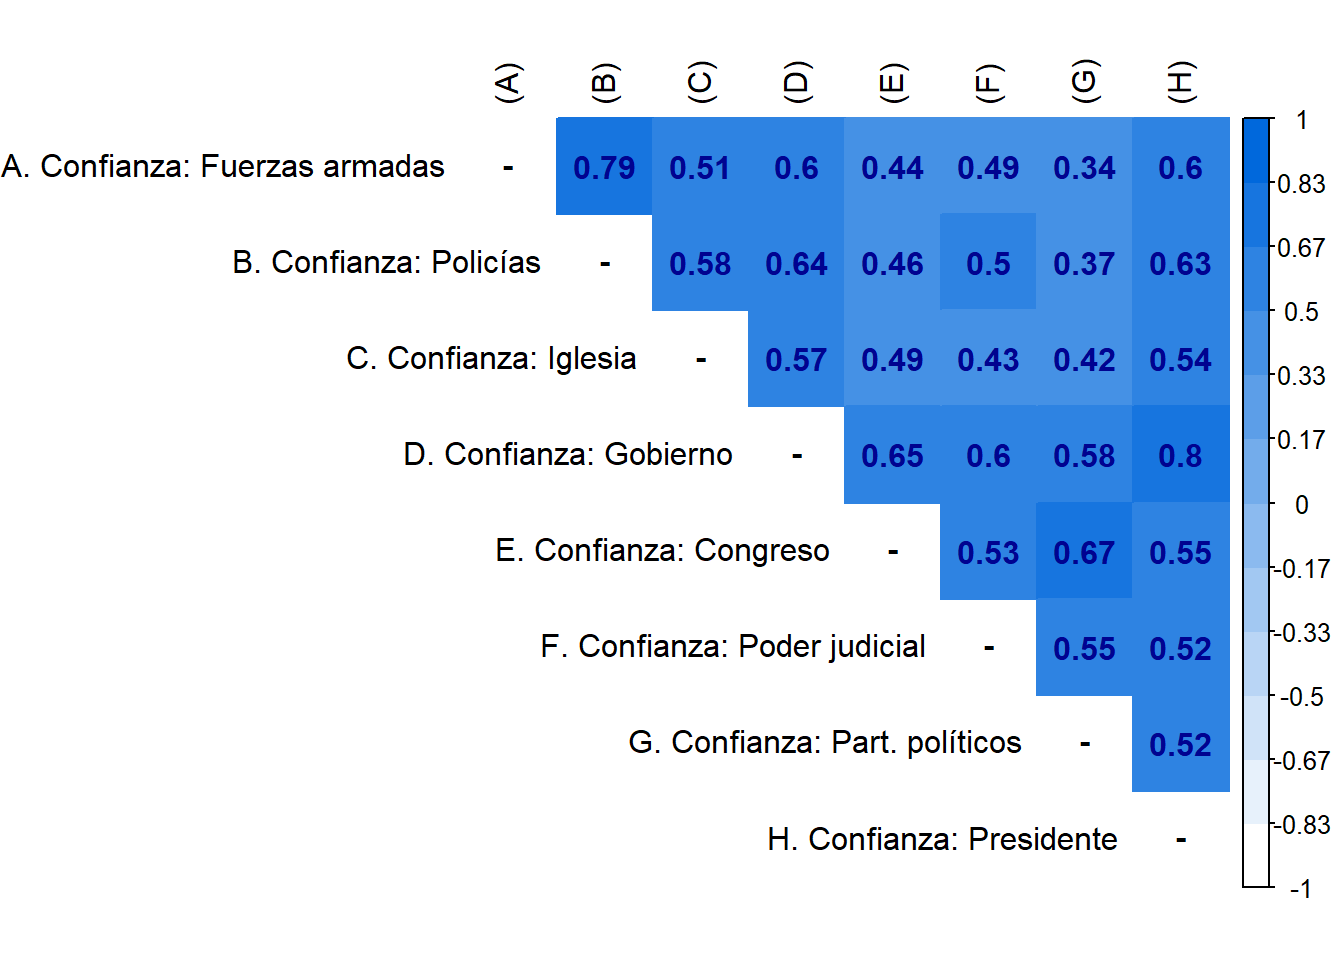 (A) (B) (C) (D) (E) (F) (G) (H)
A. Confianza: Fuerzas armadas - 0.79 0.51 0.6 0.44 0.49 0.34 0.6
B. Confianza: Policías - 0.58 0.64 0.46 0.5 0.37 0.63
C. Confianza: Iglesia - 0.57 0.49 0.43 0.42 0.54
D. Confianza: Gobierno - 0.65 0.6 0.58 0.8
E. Confianza: Congreso - 0.53 0.67 0.55
F. Confianza: Poder judicial - 0.55 0.52
G. Confianza: Part. políticos - 0.52
H. Confianza: Presidente -
1
0.83
0.67
0.5
0.33
0.17
0
-0.17
-0.33
-0.5
-0.67
-0.83
-1